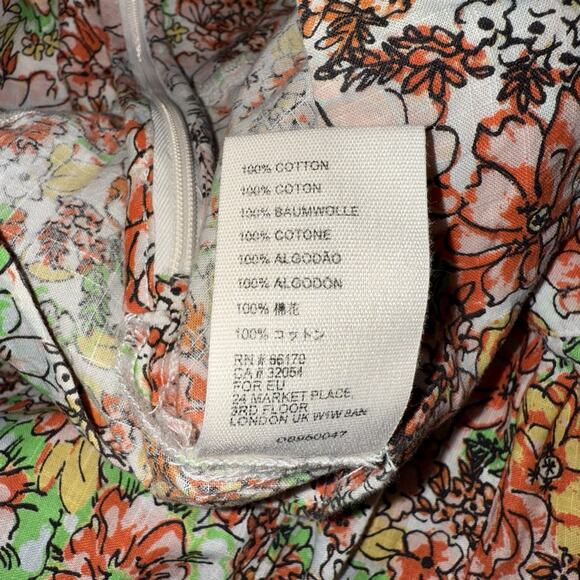 100% COTTON
100% COTON
100% BAUMWOLLE
100% COTONE
100% ALGODÃO
100% ALGODÓN
100% 棉花
100% コットン
RN # 66170
CA # 32054
FOR EU
24 MARKET PLACE,
3RD FLOOR
LONDON UK W1W 8AN
OB960047